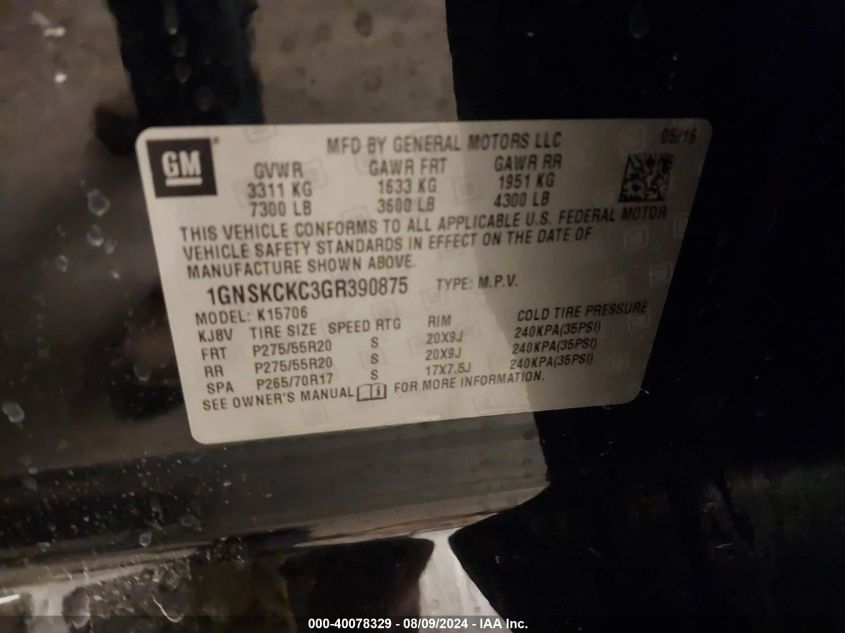 GM
MFD BY GENERAL MOTORS LLC 05/16
GVWR GAWR FRT GAWR RR
3311 KG 1633 KG 1951 KG
7300 LB 3600 LB 4300 LB
THIS VEHICLE CONFORMS TO ALL APPLICABLE U.S. FEDERAL MOTOR
VEHICLE SAFETY STANDARDS IN EFFECT ON THE DATE OF
MANUFACTURE SHOWN ABOVE.
1GNSKCKC3GR390875 TYPE: M.P.V.
MODEL: K15706
KJ8V TIRE SIZE SPEED RTG RIM COLD TIRE PRESSURE
FRT P275/55R20 S 20X9J 240KPA(35PSI)
RR P275/55R20 S 20X9J 240KPA(35PSI)
SPA P265/70R17 S 17X7.5J 240KPA(35PSI)
SEE OWNER'S MANUAL FOR MORE INFORMATION.
000-40078329 - 08/09/2024 - IAA Inc.